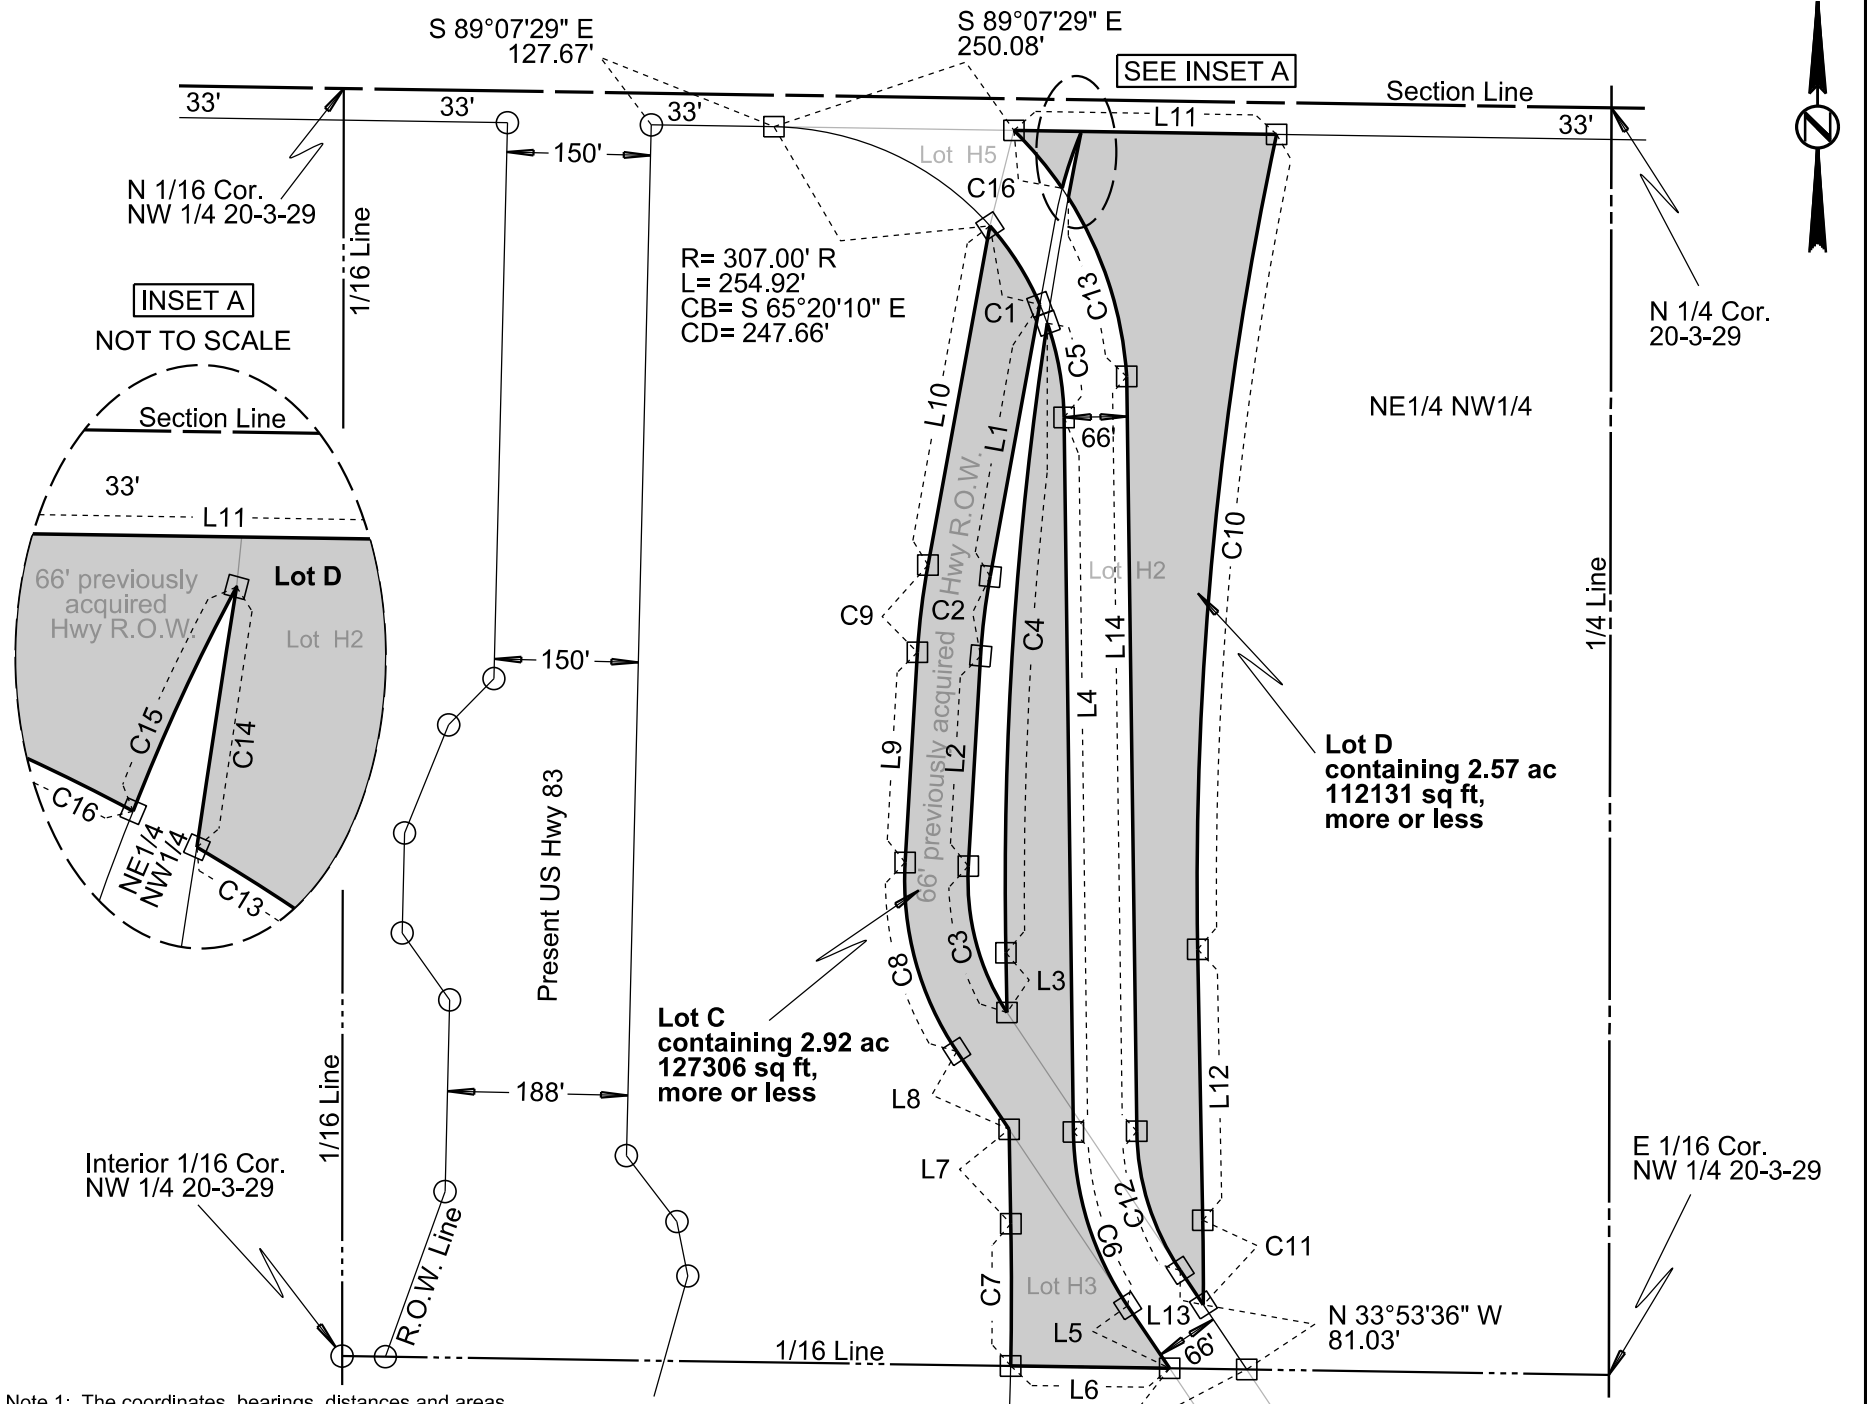 S 89°07'29" E
127.67'
S 89°07'29" E
250.08'
SEE INSET A
Section Line
33'
33'
33'
L11
33'
150'
Lot H5
C16
N 1/16 Cor.
NW 1/4 20-3-29
1/16 Line
R= 307.00' R
L= 254.92'
CB= S 65°20'10" E
CD= 247.66'
C1
C13
C5
N 1/4 Cor.
20-3-29
N
INSET A
NOT TO SCALE
Section Line
33'
L11
66' previously
acquired
Hwy R.O.W.
Lot D
Lot H2
C15
C14
C16
NE1/4
NW1/4
C13
L10
L1
66'
NE1/4 NW1/4
C10
Lot H2
C9
C2
C4
L14
1/4 Line
150'
66' previously acquired Hwy R.O.W.
L4
L9
L2
Lot D
containing 2.57 ac
112131 sq ft,
more or less
Present US Hwy 83
C8
C3
L3
Lot C
containing 2.92 ac
127306 sq ft,
more or less
188'
L8
L12
1/16 Line
Interior 1/16 Cor.
NW 1/4 20-3-29
L7
E 1/16 Cor.
NW 1/4 20-3-29
R.O.W. Line
C12
C6
C11
C7
Lot H3
L13
L5
66'
N 33°53'36" W
81.03'
1/16 Line
L6
Note 1: The coordinates, bearings, distances and areas